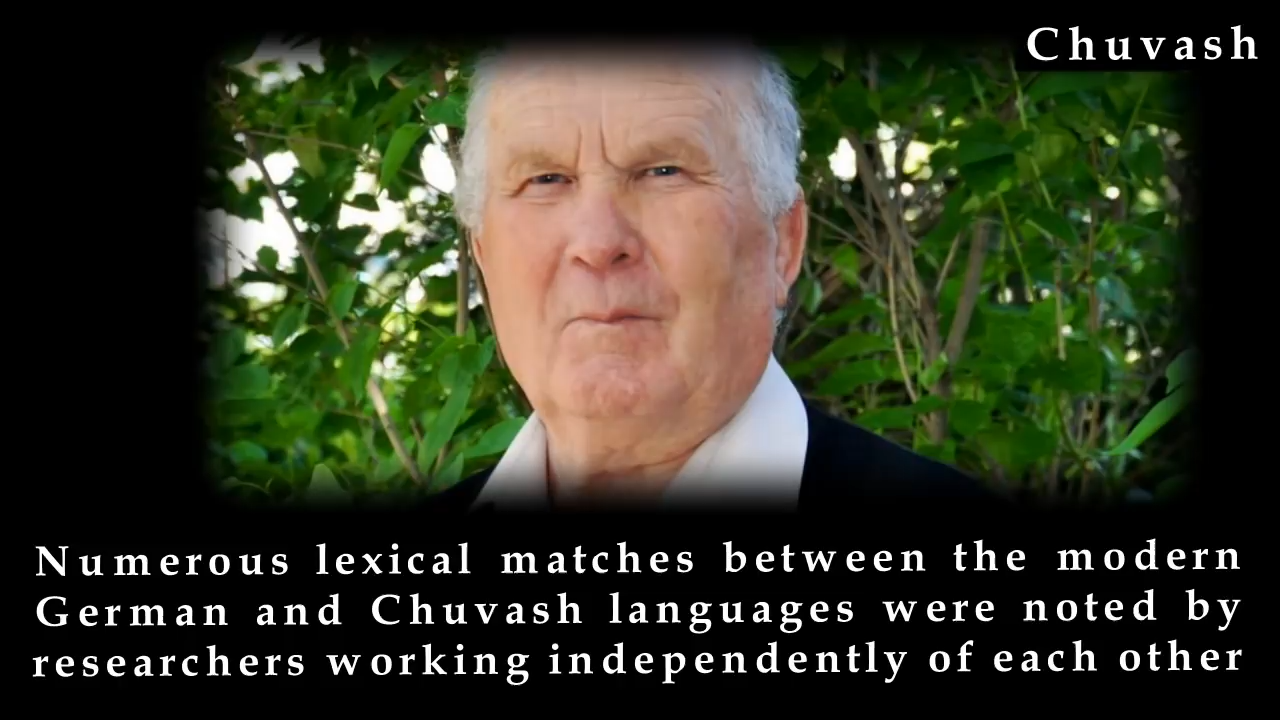 Chuvash
Numerous lexical matches between the modern
German and Chuvash languages were noted by
researchers working independently of each other